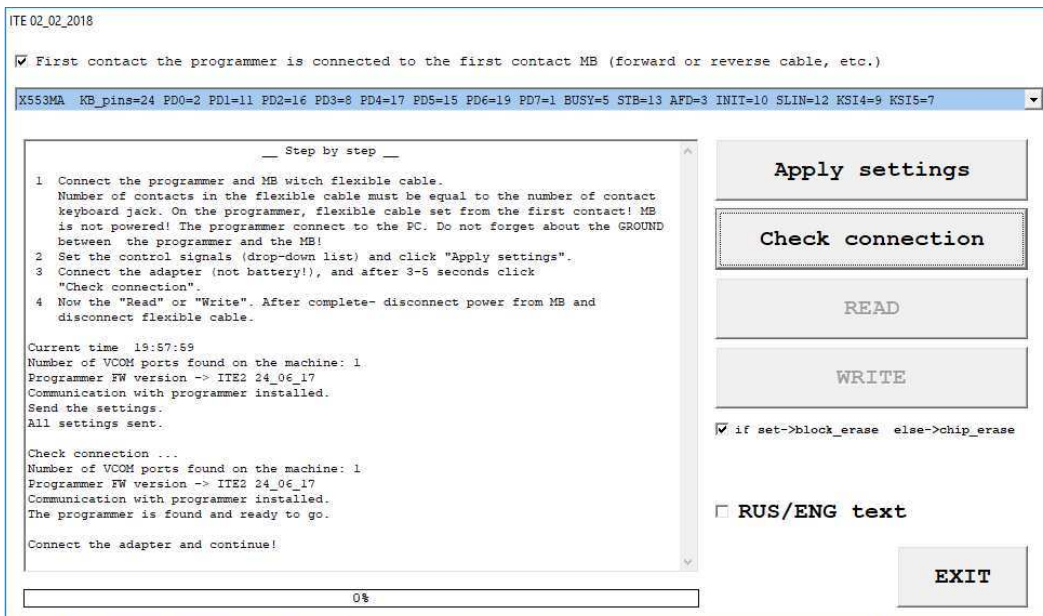 ITE 02_02_2018
First contact the programmer is connected to the first contact MB (forward or reverse cable, etc.)
X553MA KB_pins=24 PD0=2 PD1=11 PD2=16 PD3=8 PD4=17 PD5=15 PD6=19 PD7=1 BUSY=5 STB=13 AFD=3 INIT=10 SLIN=12 KSI4=9 KSI5=7
__ Step by step __
1 Connect the programmer and MB witch flexible cable.
Number of contacts in the flexible cable must be equal to the number of contact
keyboard jack. On the programmer, flexible cable set from the first contact! MB
is not powered! The programmer connect to the PC. Do not forget about the GROUND
between the programmer and the MB!
2 Set the control signals (drop-down list) and click "Apply settings".
3 Connect the adapter (not battery!), and after 3-5 seconds click
"Check connection".
4 Now the "Read" or "Write". After complete- disconnect power from MB and
disconnect flexible cable.
Current time 19:57:59
Number of VCOM ports found on the machine: 1
Programmer FW version -> ITE2 24_06_17
Communication with programmer installed.
Send the settings.
All settings sent.
Check connection ...
Number of VCOM ports found on the machine: 1
Programmer FW version -> ITE2 24_06_17
Communication with programmer installed.
The programmer is found and ready to go.
Connect the adapter and continue!
0%
Apply settings
Check connection
READ
WRITE
if set->block_erase else->chip_erase
RUS/ENG text
EXIT